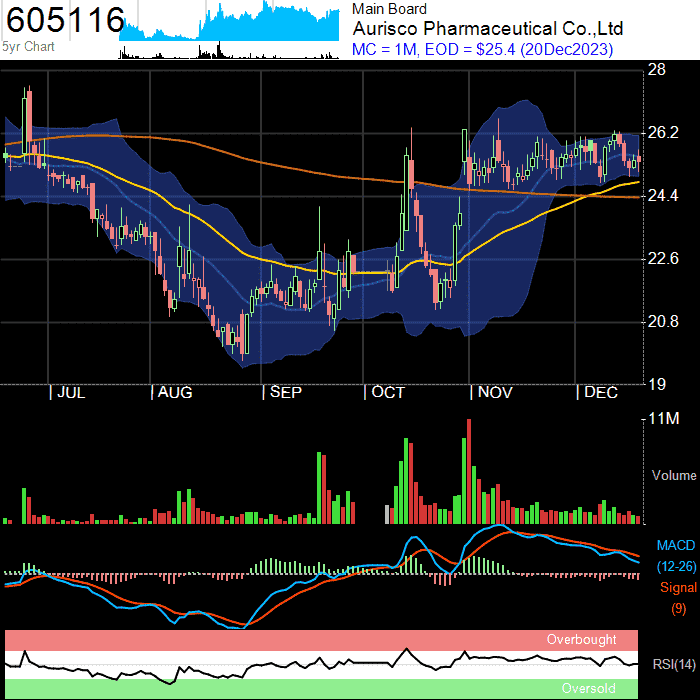 605116
5yr Chart
Main Board
Aurisco Pharmaceutical Co.,Ltd
MC = 1M, EOD = $25.4 (20Dec2023)
28
26.2
24.4
22.6
20.8
19
| JUL | AUG | SEP | OCT | NOV | DEC
11M
Volume
MACD
(12-26)
Signal
(9)
Overbought
RSI(14)
Oversold